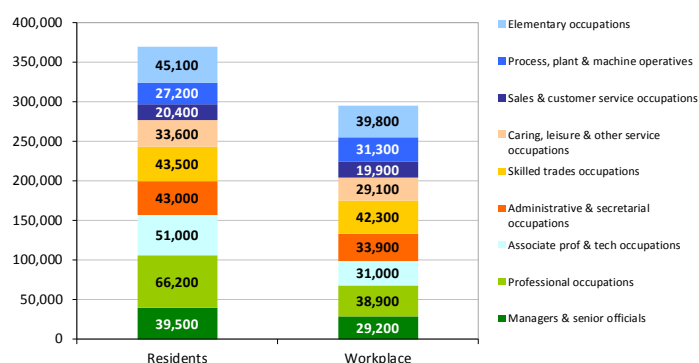 400,000
350,000
300,000
250,000
200,000
150,000
100,000
50,000
0
45,100
27,200
20,400
33,600
43,500
43,000
51,000
66,200
39,500
Residents
39,800
31,300
19,900
29,100
42,300
33,900
31,000
38,900
29,200
Workplace
Elementary occupations
Process, plant & machine operatives
Sales & customer service occupations
Caring, leisure & other service
occupations
Skilled trades occupations
Administrative & secretarial
occupations
Associate prof & tech occupations
Professional occupations
Managers & senior officials